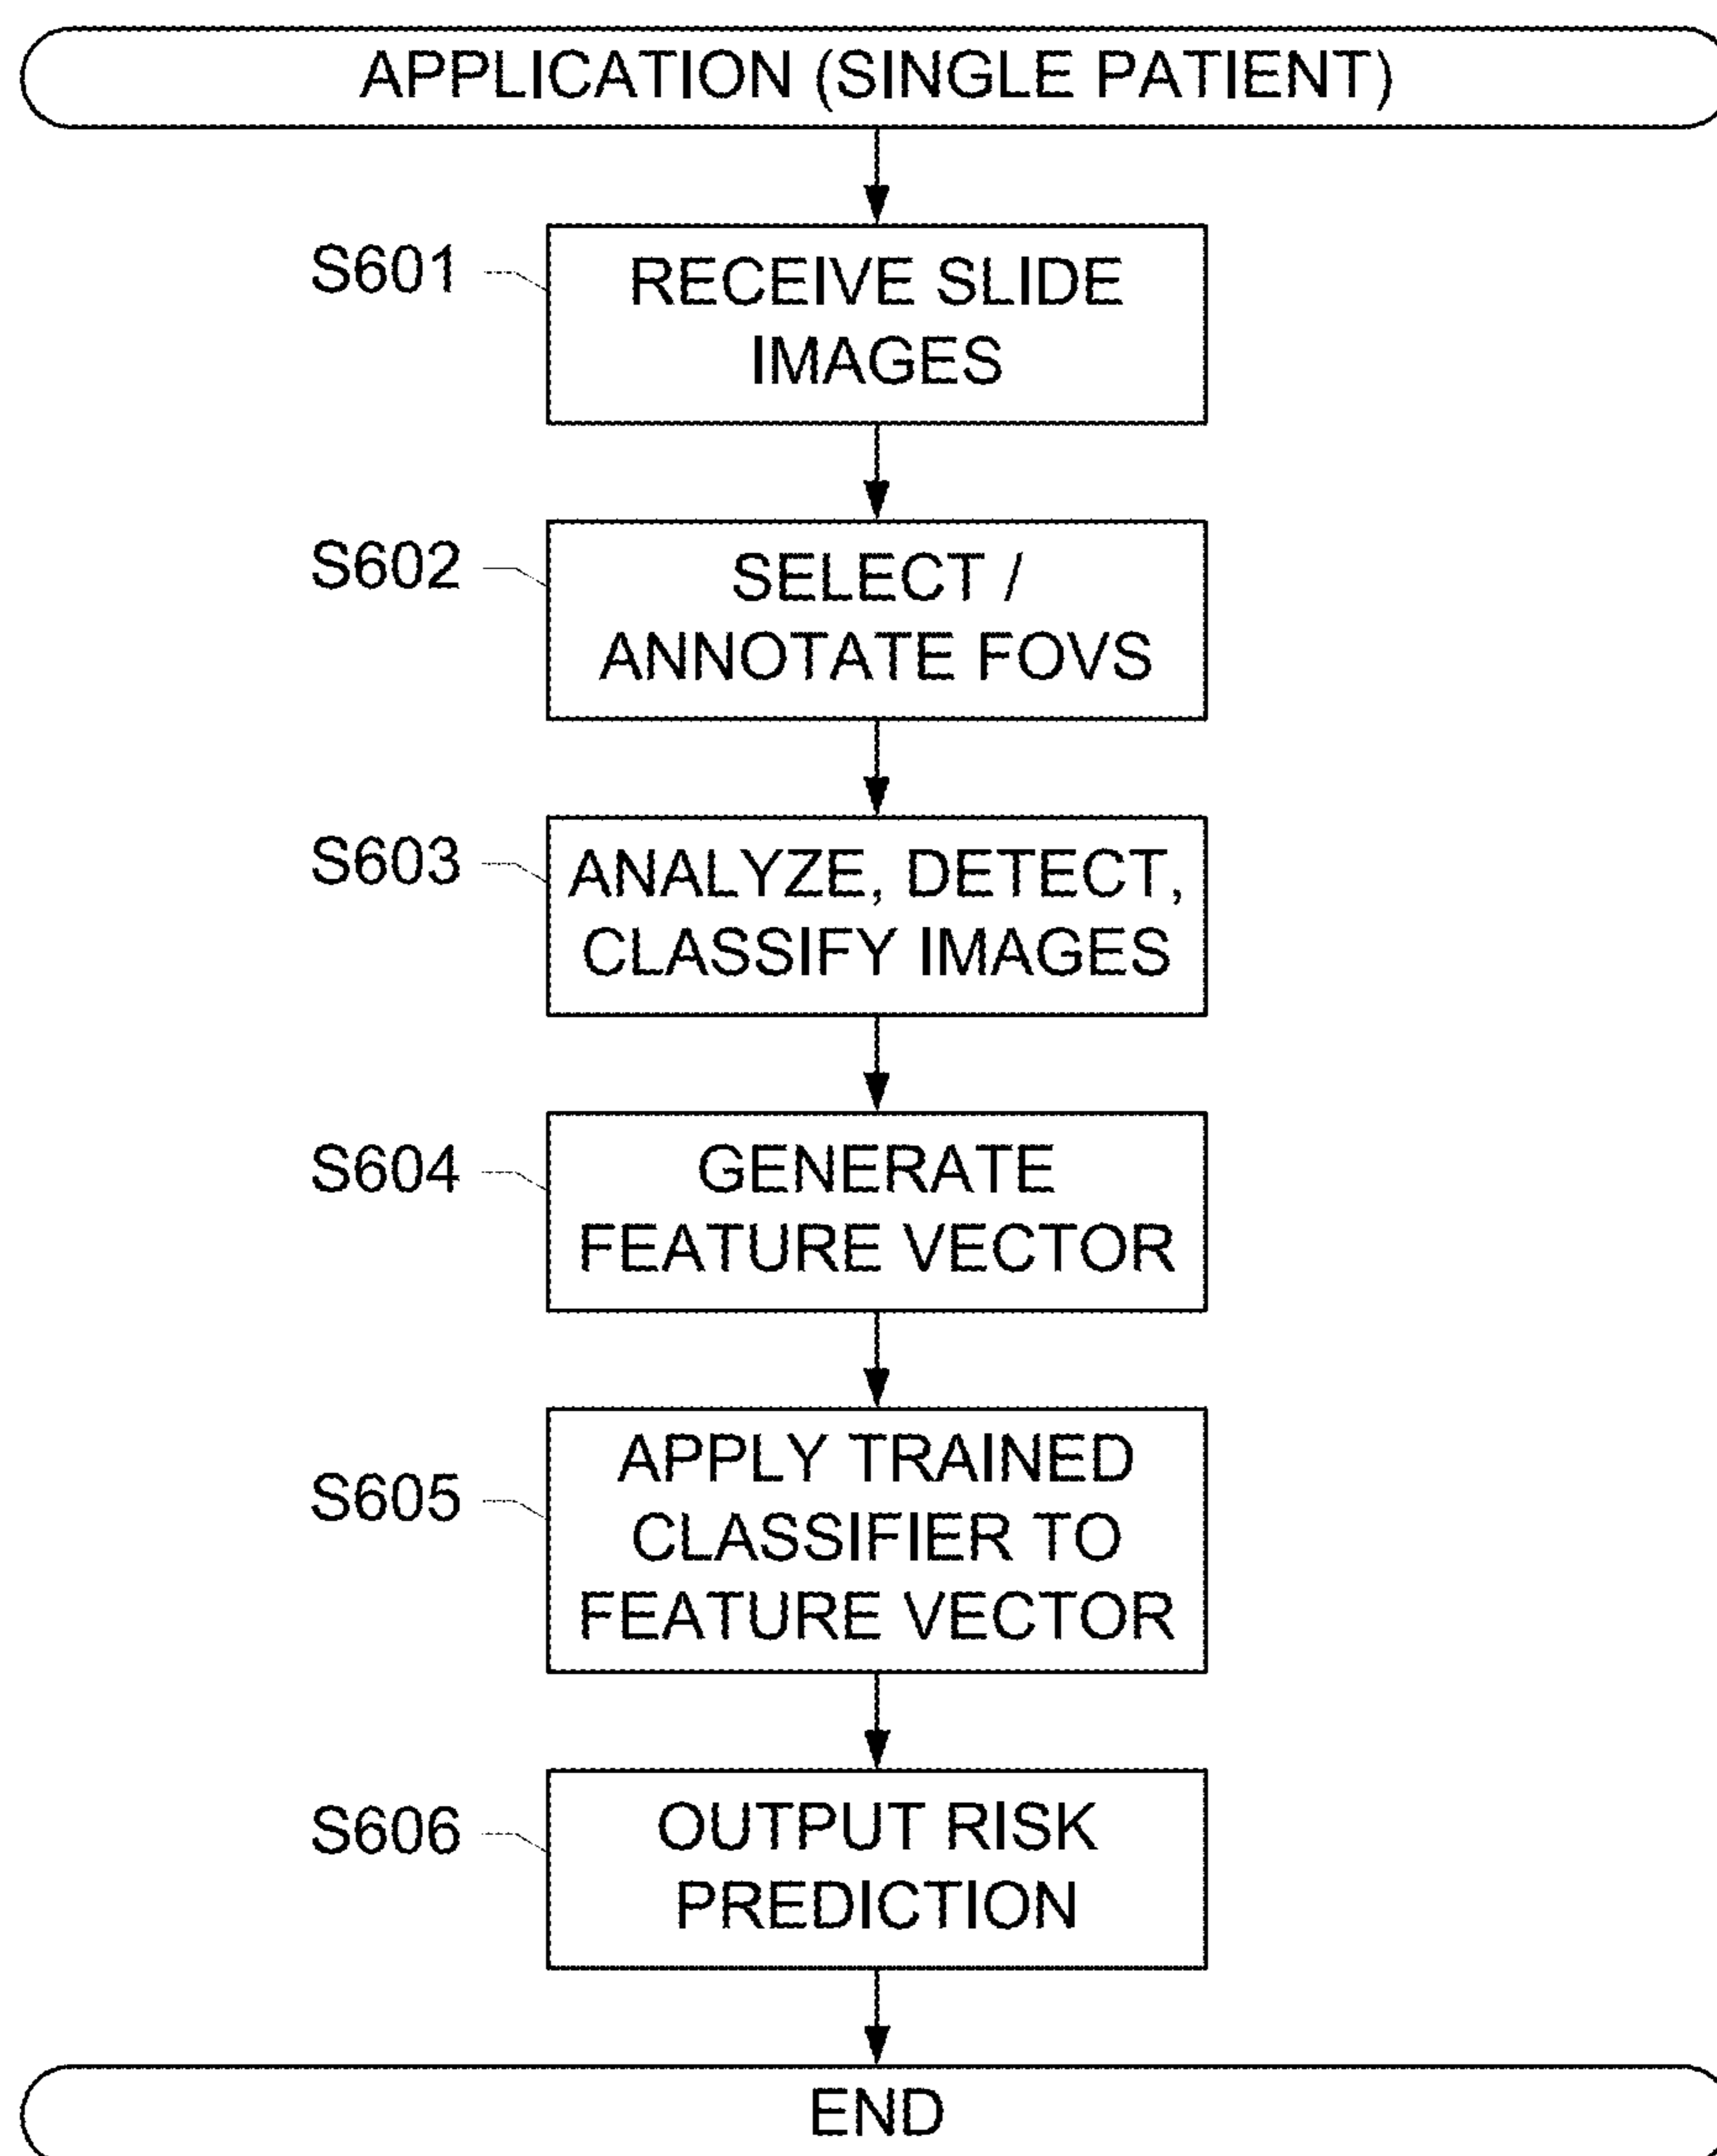 APPLICATION (SINGLE PATIENT)
S601
RECEIVE SLIDE
IMAGES
S602
SELECT /
ANNOTATE FOVS
S603
ANALYZE, DETECT,
CLASSIFY IMAGES
S604
GENERATE
FEATURE VECTOR
S605
APPLY TRAINED
CLASSIFIER TO
FEATURE VECTOR
S606
OUTPUT RISK
PREDICTION
END